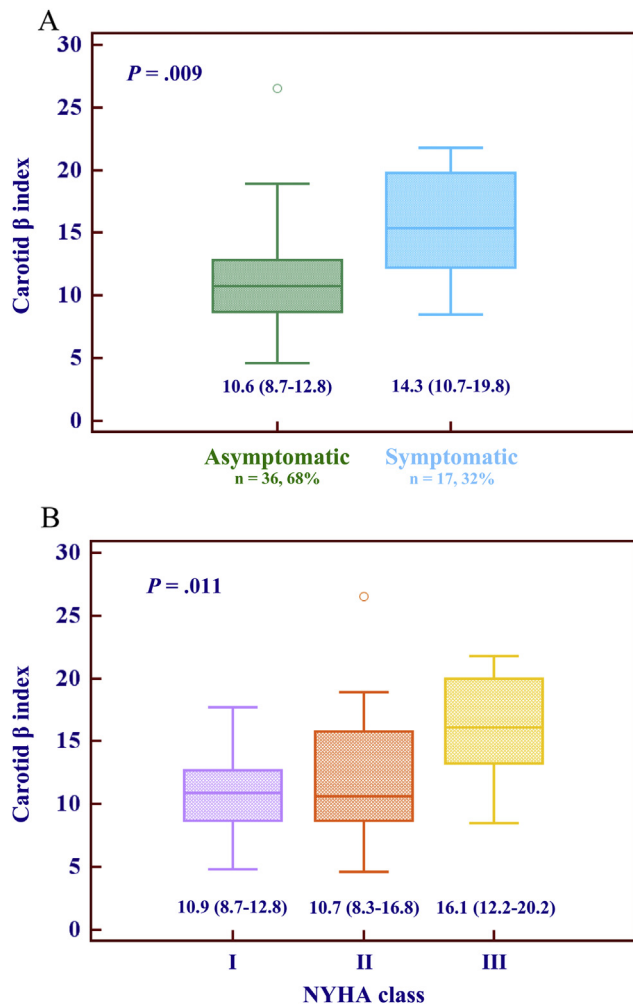 A
30
P = .009
25
20
15
10
5
0
Carotid β index
10.6 (8.7-12.8) 14.3 (10.7-19.8)
Asymptomatic Symptomatic
n = 36, 68% n = 17, 32%
B
30
P = .011
25
20
15
10
5
0
Carotid β index
10.9 (8.7-12.8) 10.7 (8.3-16.8) 16.1 (12.2-20.2)
I II III
NYHA class